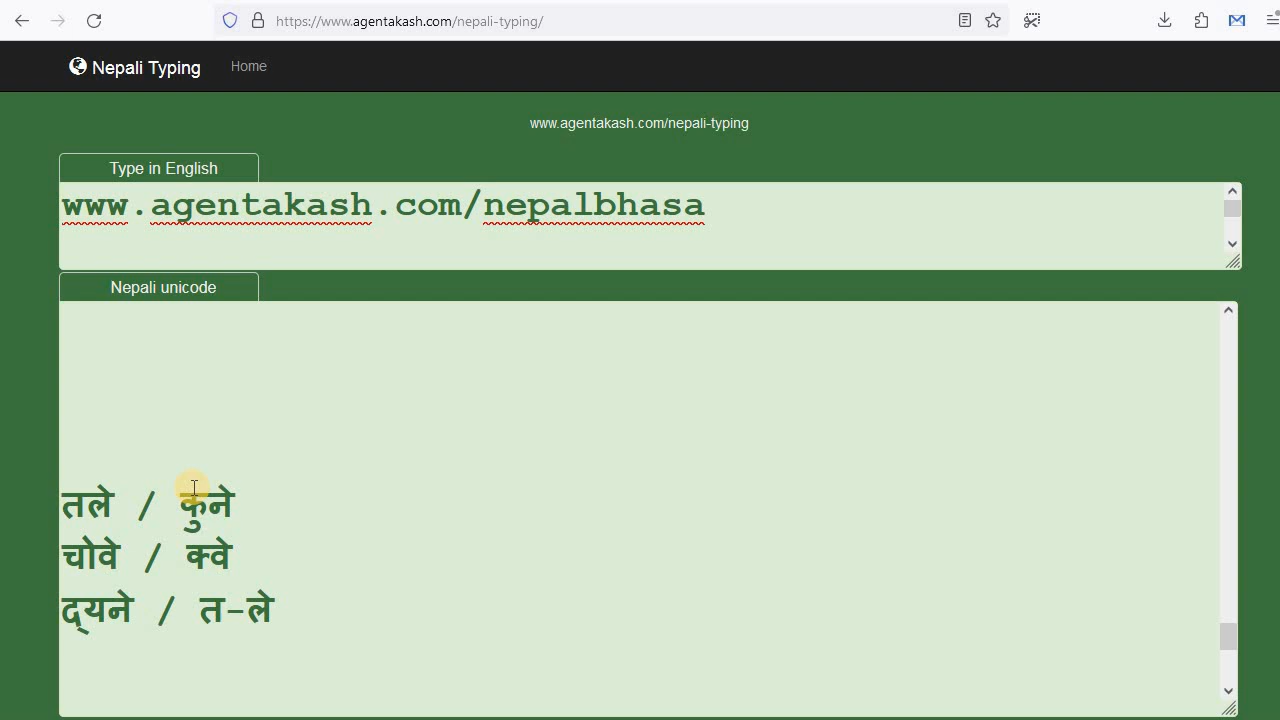 https://www.agentakash.com/nepali-typing/
Nepali Typing Home
www.agentakash.com/nepali-typing
Type in English
www.agentakash.com/nepalbhasa
Nepali unicode
तले / कुने
चोवे / क्वे
द्यने / त-ले